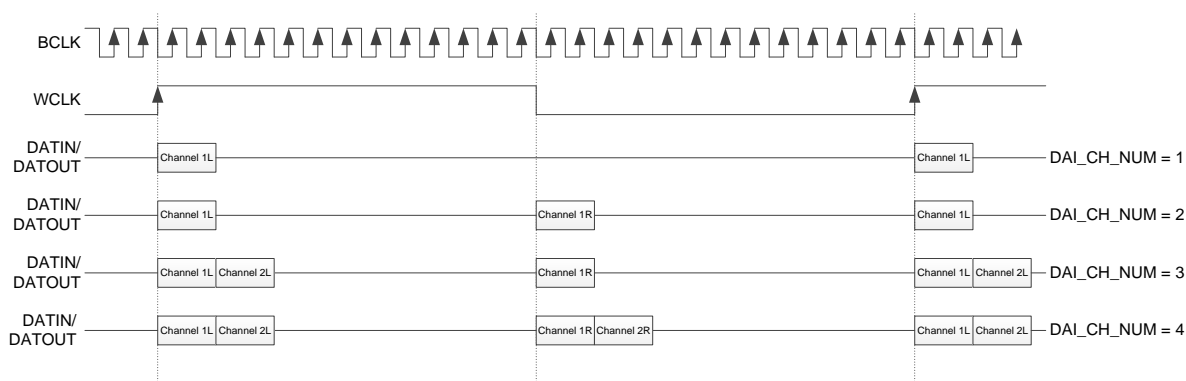 BCLK
WCLK
DATIN/
DATOUT
Channel 1L
Channel 1L
DAI_CH_NUM = 1
DATIN/
DATOUT
Channel 1L
Channel 1R
Channel 1L
DAI_CH_NUM = 2
DATIN/
DATOUT
Channel 1L
Channel 2L
Channel 1R
Channel 1L
Channel 2L
DAI_CH_NUM = 3
DATIN/
DATOUT
Channel 1L
Channel 2L
Channel 1R
Channel 2R
Channel 1L
Channel 2L
DAI_CH_NUM = 4